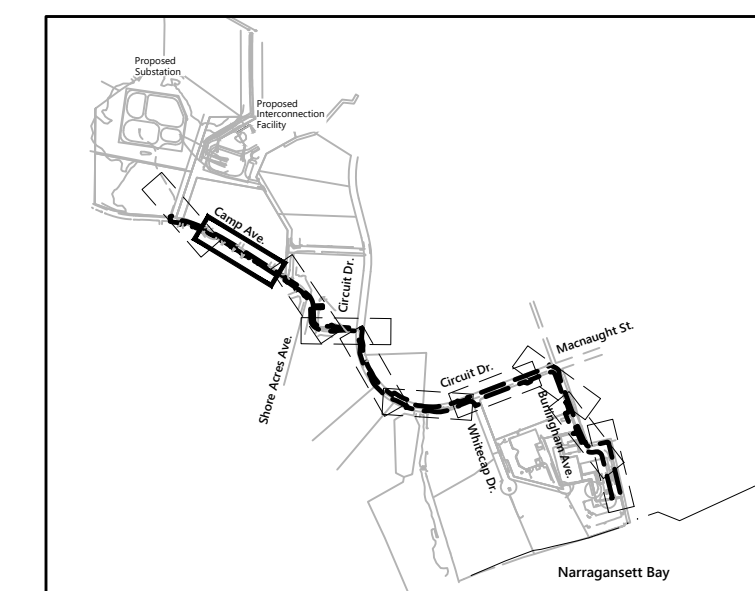 Proposed
Substation
Proposed
Interconnection
Facility
Camp Ave.
Circuit Dr.
Shore Acres Ave.
Macnaught St.
Circuit Dr.
Burlingham Ave.
Whitecap Dr.
Narragansett Bay